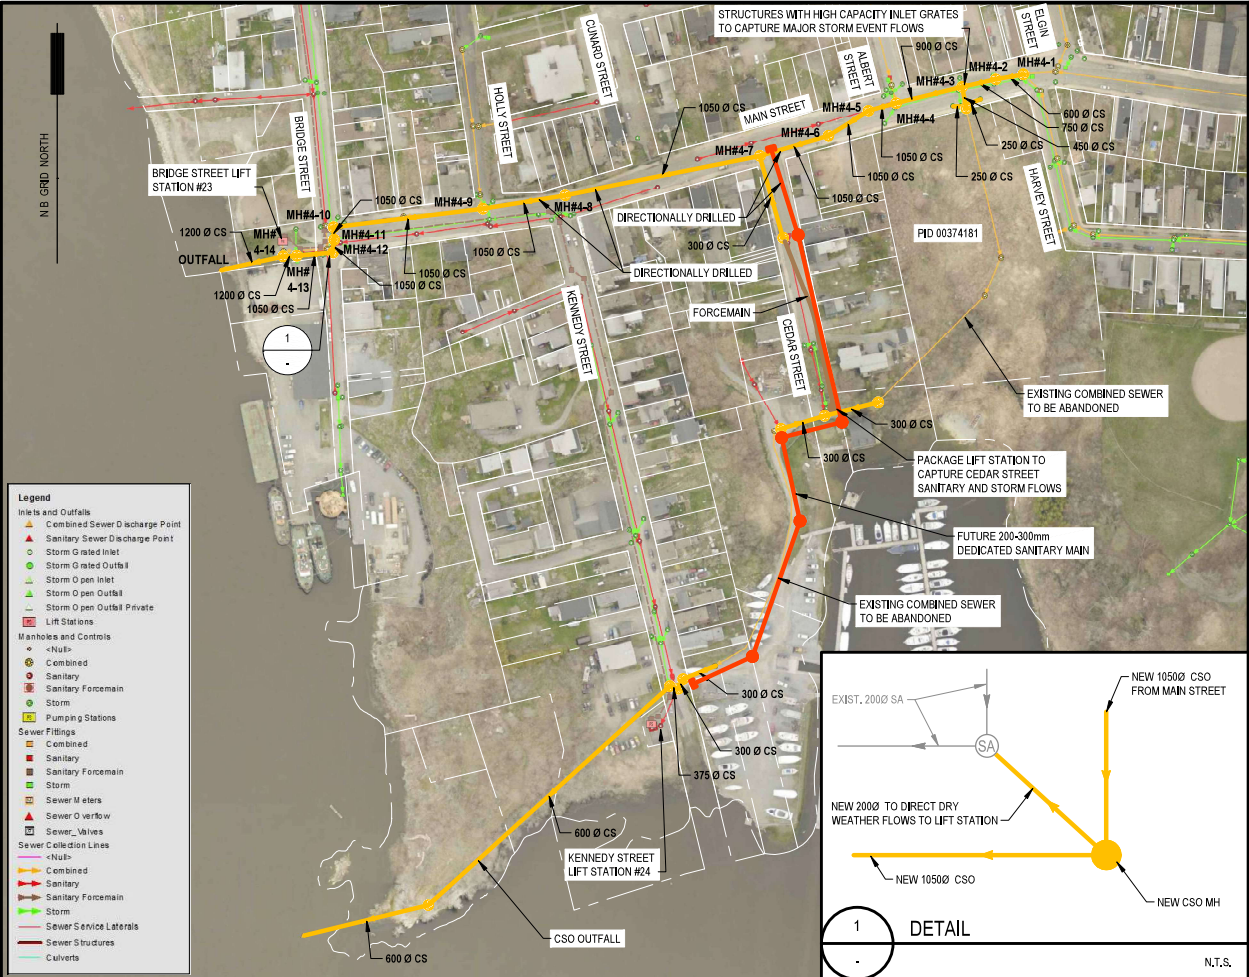 STRUCTURES WITH HIGH CAPACITY INLET GRATES
TO CAPTURE MAJOR STORM EVENT FLOWS
N B GRID NORTH
CUNARD STREET
HOLLY STREET
BRIDGE STREET
ALBERT
STREET
ELGIN
STREET
900 Ø CS
MH#4-3
MH#4-2
MH#4-1
1050 Ø CS
MAIN STREET
MH#4-5
MH#4-4
MH#4-6
MH#4-7
600 Ø CS
750 Ø CS
450 Ø CS
250 Ø CS
250 Ø CS
1050 Ø CS
1050 Ø CS
1050 Ø CS
HARVEY STREET
BRIDGE STREET LIFT
STATION #23
1050 Ø CS
MH#4-9
MH#4-8
MH#4-10
MH#4-11
MH#4-12
MH#
4-14
1200 Ø CS
OUTFALL
MH#
4-13
1200 Ø CS
1050 Ø CS
1050 Ø CS
1050 Ø CS
1050 Ø CS
DIRECTIONALLY DRILLED
300 Ø CS
DIRECTIONALLY DRILLED
PID 00374181
FORCEMAIN
KENNEDY STREET
CEDAR STREET
1
-
EXISTING COMBINED SEWER
TO BE ABANDONED
300 Ø CS
300 Ø CS
PACKAGE LIFT STATION TO
CAPTURE CEDAR STREET
SANITARY AND STORM FLOWS
FUTURE 200-300mm
DEDICATED SANITARY MAIN
EXISTING COMBINED SEWER
TO BE ABANDONED
300 Ø CS
300 Ø CS
375 Ø CS
600 Ø CS
KENNEDY STREET
LIFT STATION #24
CSO OUTFALL
600 Ø CS
Legend
Inlets and Outfalls
Combined Sewer Discharge Point
Sanitary Sewer Discharge Point
Storm Grated Inlet
Storm Grated Outfall
Storm Open Inlet
Storm Open Outfall
Storm Open Outfall Private
Lift Stations
Manholes and Controls
<Null>
Combined
Sanitary
Sanitary Forcemain
Storm
Pumping Stations
Sewer Fittings
Combined
Sanitary
Sanitary Forcemain
Storm
Sewer Meters
Sewer Overflow
Sewer_Valves
Sewer Collection Lines
<Null>
Combined
Sanitary
Sanitary Forcemain
Storm
Sewer Service Laterals
Sewer Structures
Culverts
EXIST. 200Ø SA
SA
NEW 1050Ø CSO
FROM MAIN STREET
NEW 200Ø TO DIRECT DRY
WEATHER FLOWS TO LIFT STATION
NEW 1050Ø CSO
NEW CSO MH
1
-
DETAIL
N.T.S.